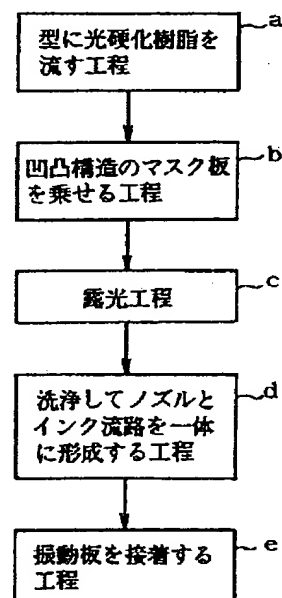 型に光硬化樹脂を
流す工程
a
凹凸構造のマスク板
を乗せる工程
b
露光工程
c
洗浄してノズルと
インク流路を一体
に形成する工程
d
振動板を接着する
工程
e